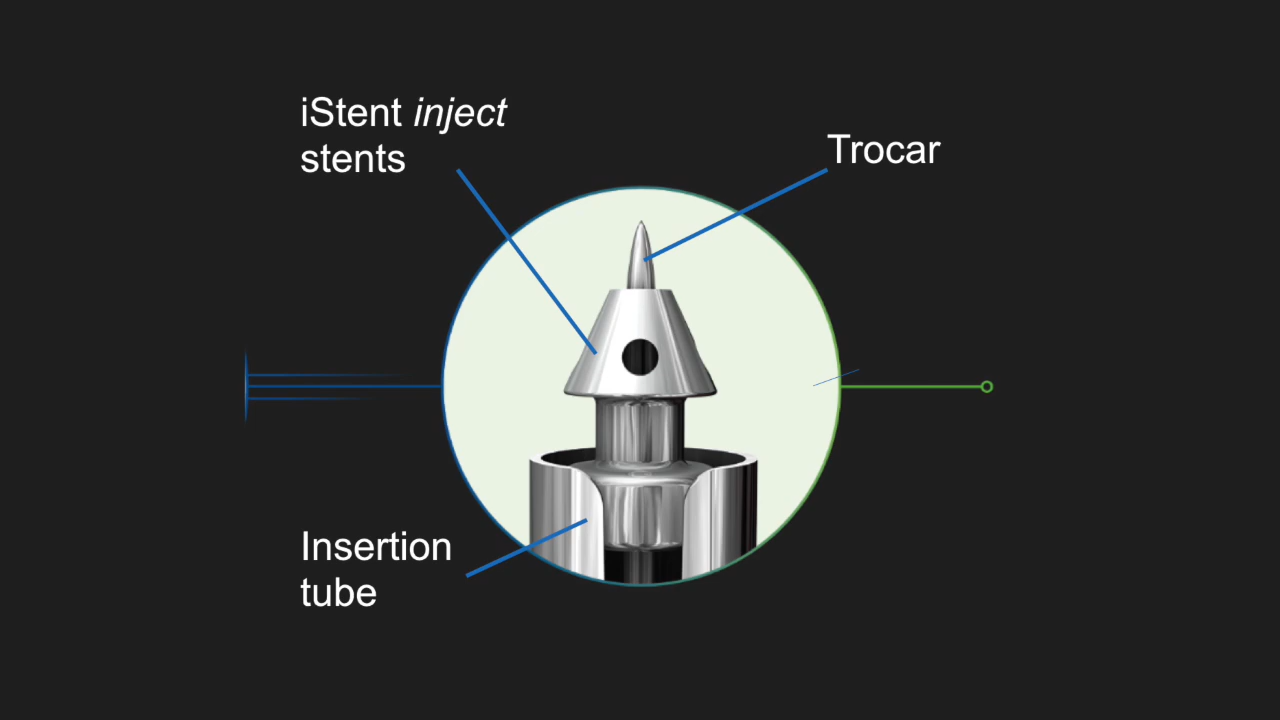 iStent inject
stents
Trocar
Insertion
tube